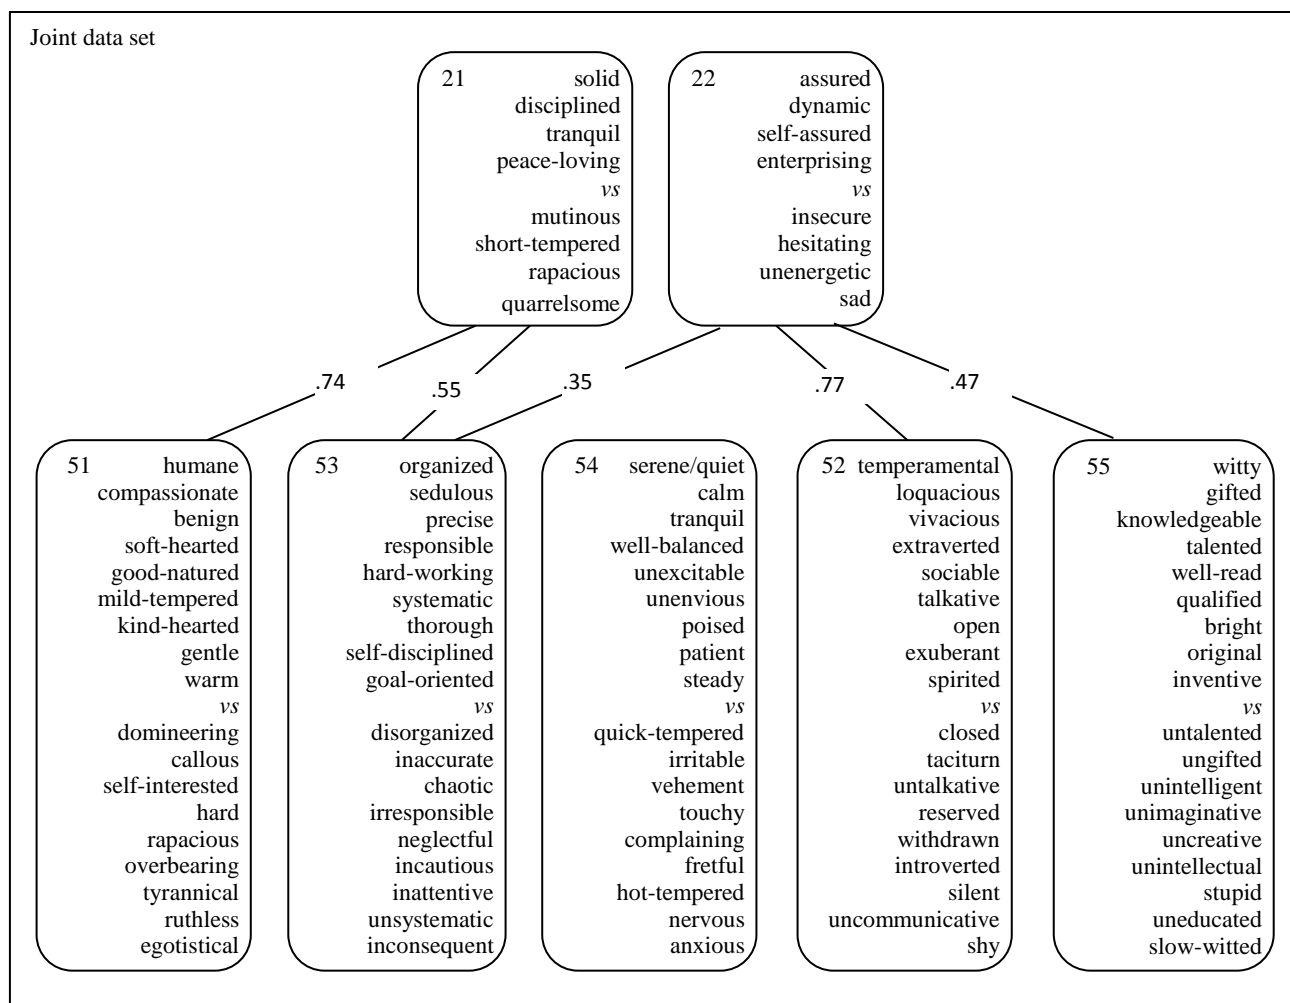 Joint data set
21 solid
disciplined
tranquil
peace-loving
vs
mutinous
short-tempered
rapacious
quarrelsome
22 assured
dynamic
self-assured
enterprising
vs
insecure
hesitating
unenergetic
sad
.74
.55
.35
.77
.47
51 humane
compassionate
benign
soft-hearted
good-natured
mild-tempered
kind-hearted
gentle
warm
vs
domineering
callous
self-interested
hard
rapacious
overbearing
tyrannical
ruthless
egotistical
53 organized
sedulous
precise
responsible
hard-working
systematic
thorough
self-disciplined
goal-oriented
vs
disorganized
inaccurate
chaotic
irresponsible
neglectful
incautious
inattentive
unsystematic
inconsequent
54 serene/quiet
calm
tranquil
well-balanced
unexcitable
unenvious
poised
patient
steady
vs
quick-tempered
irritable
vehement
touchy
complaining
fretful
hot-tempered
nervous
anxious
52 temperamental
loquacious
vivacious
extraverted
sociable
talkative
open
exuberant
spirited
vs
closed
taciturn
untalkative
reserved
withdrawn
introverted
silent
uncommunicative
shy
55 witty
gifted
knowledgeable
talented
well-read
qualified
bright
original
inventive
vs
untalented
ungifted
unintelligent
unimaginative
uncreative
unintellectual
stupid
uneducated
slow-witted